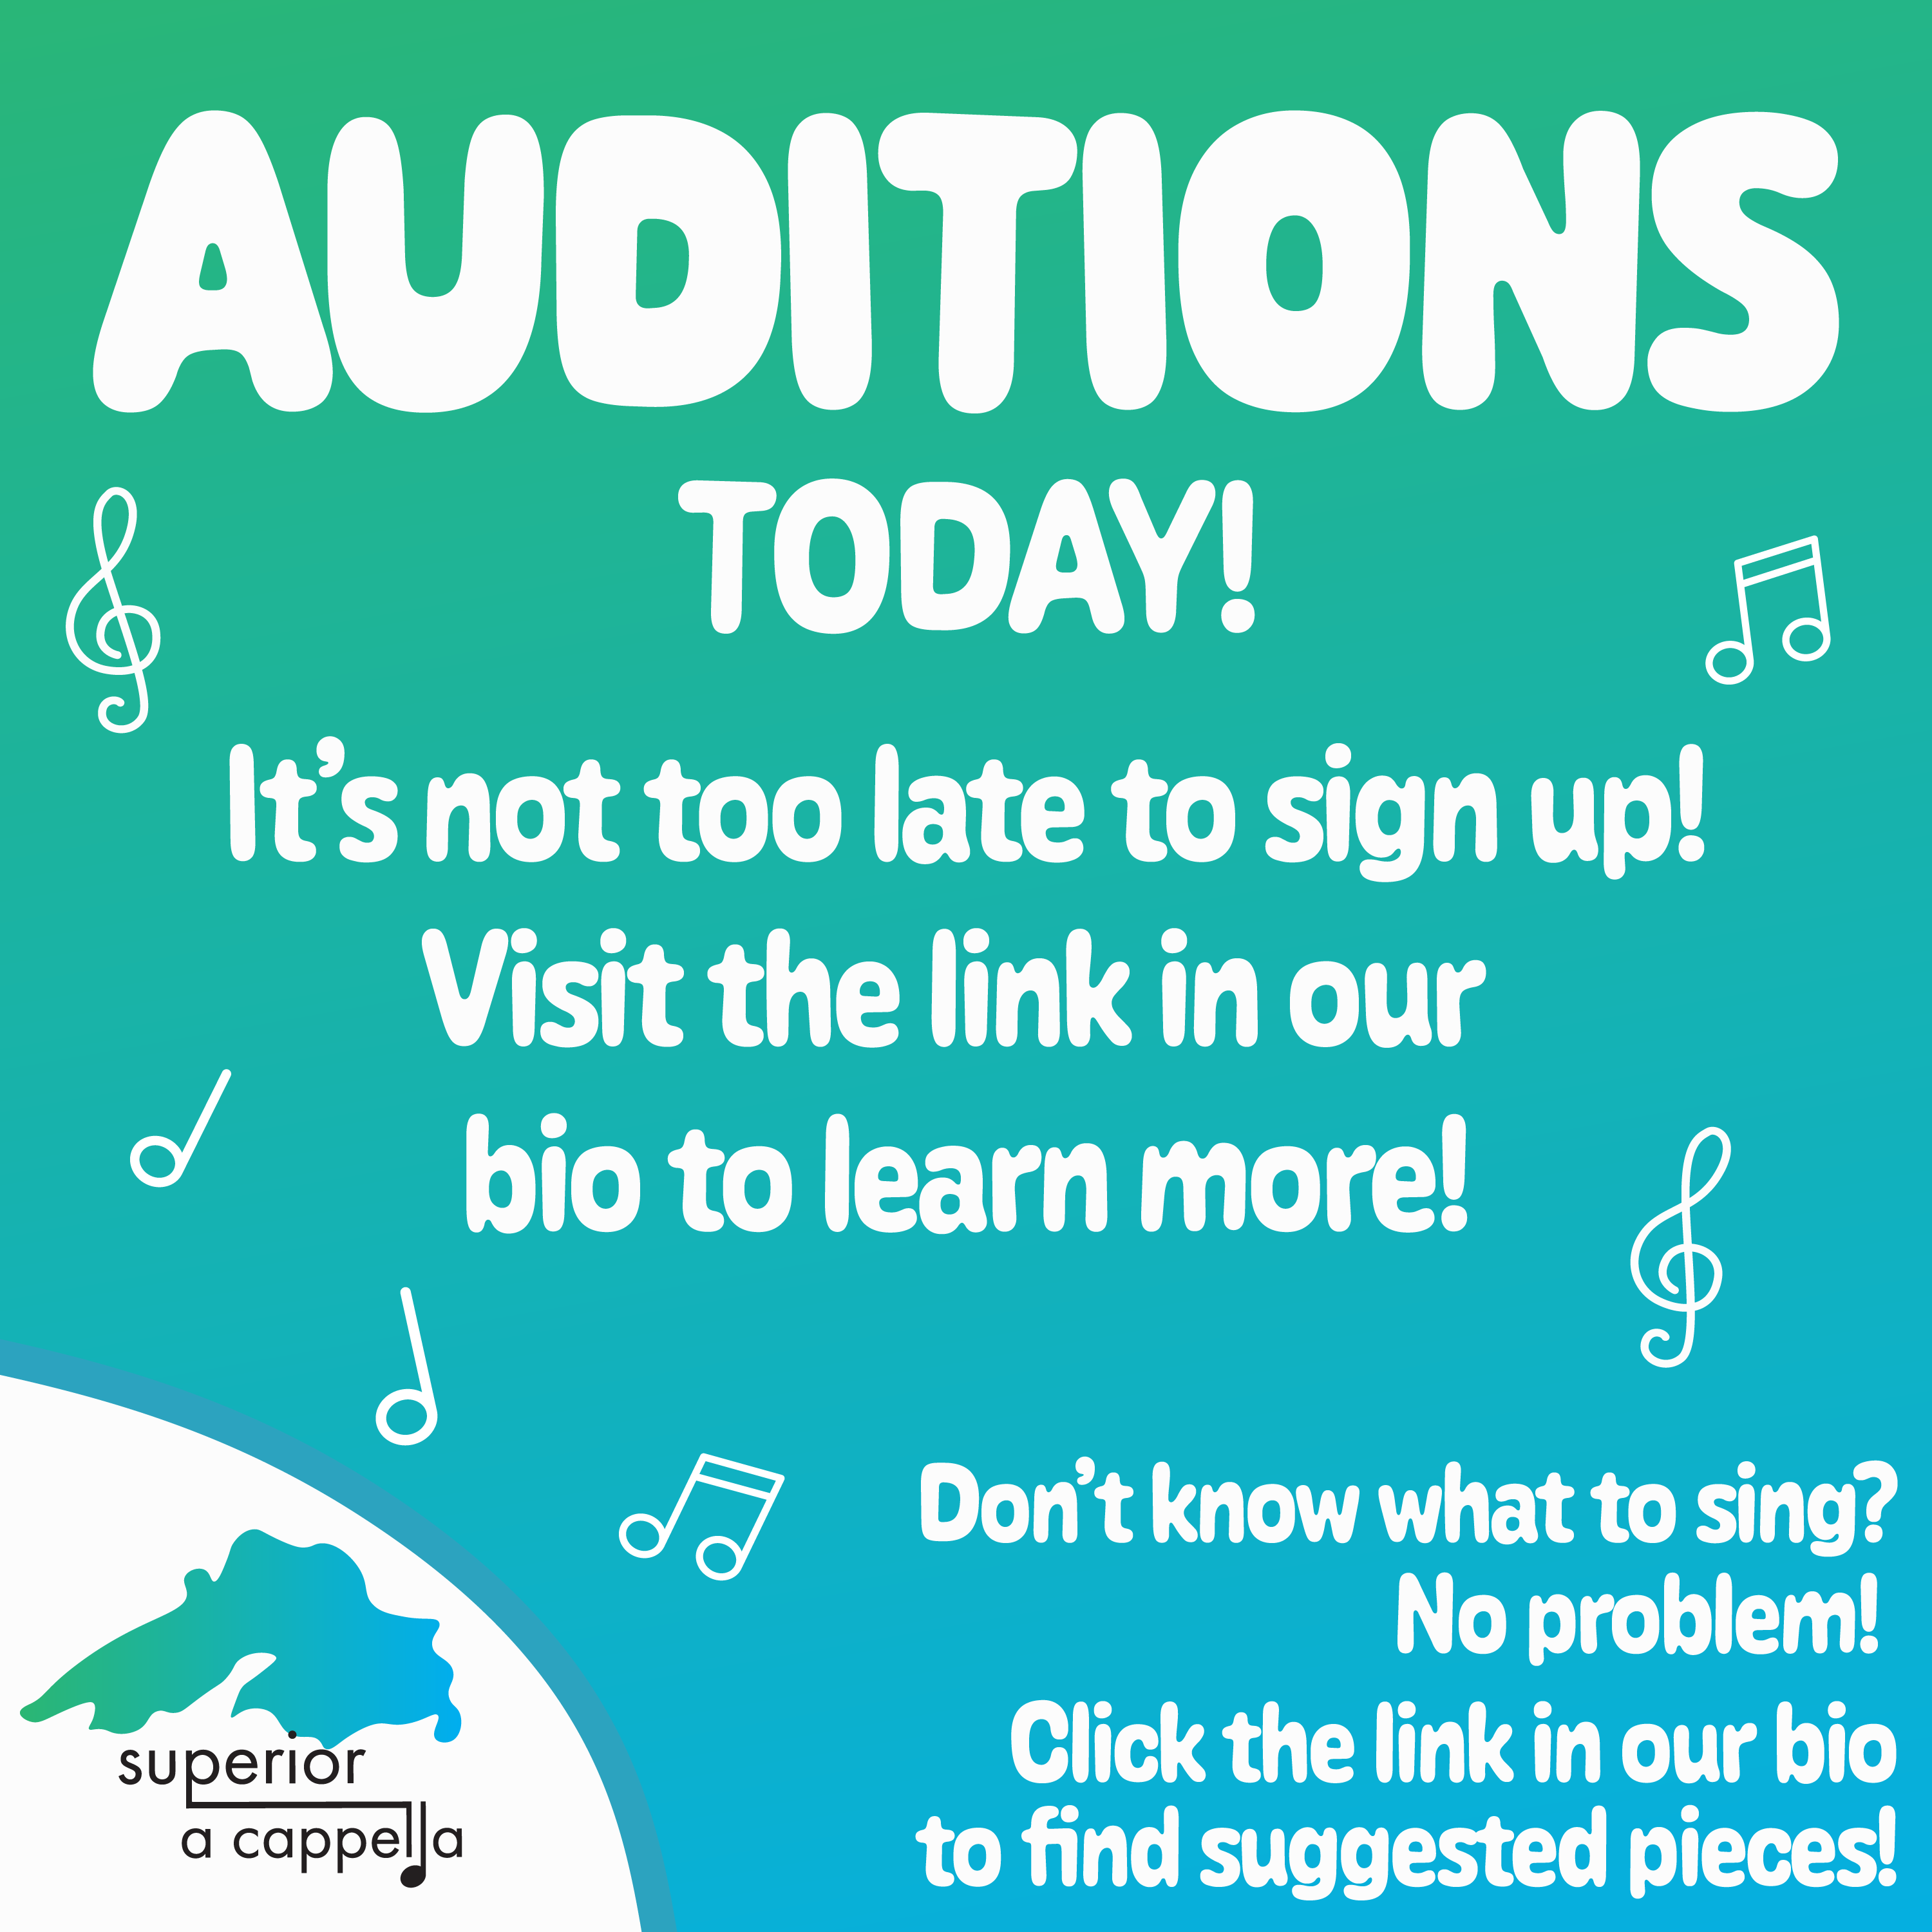 AUDITIONS
TODAY!
It's not too late to sign up!
Visit the link in our
bio to learn more!
Don't know what to sing?
No problem!
Click the link in our bio
to find suggested pieces!
superior
a cappella